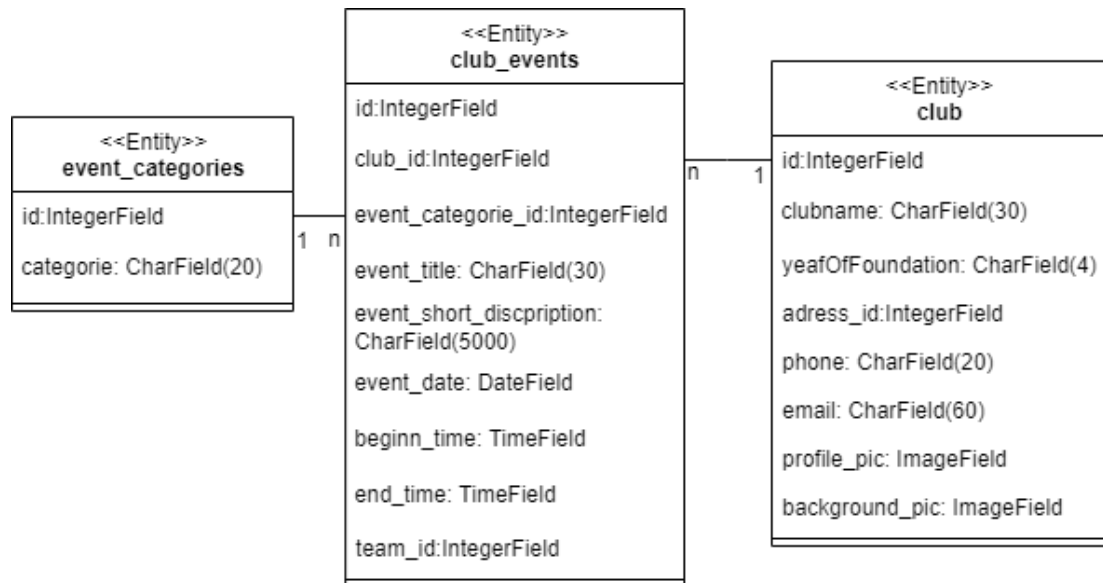 <<Entity>>
event_categories
id:IntegerField
categorie: CharField(20)
1
n
<<Entity>>
club_events
id:IntegerField
club_id:IntegerField
event_categorie_id:IntegerField
event_title: CharField(30)
event_short_discpription:
CharField(5000)
event_date: DateField
beginn_time: TimeField
end_time: TimeField
team_id:IntegerField
n
1
<<Entity>>
club
id:IntegerField
clubname: CharField(30)
yeafOfFoundation: CharField(4)
adress_id:IntegerField
phone: CharField(20)
email: CharField(60)
profile_pic: ImageField
background_pic: ImageField